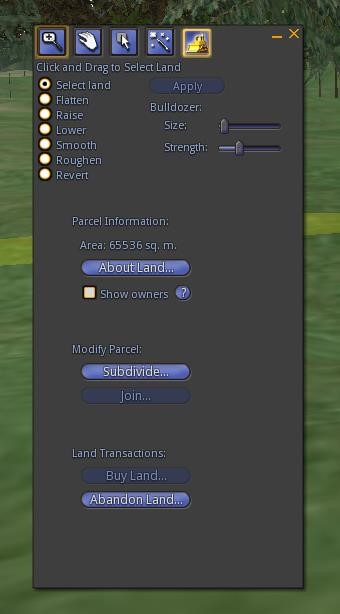 Click and Drag to Select Land
Select land
Apply
Flatten
Bulldozer:
Raise
Size:
Lower
Smooth
Strength:
Roughen
Revert
Parcel Information:
Area: 65536 sq. m.
About Land...
Show owners ?
Modify Parcel:
Subdivide...
Join...
Land Transactions:
Buy Land...
Abandon Land...